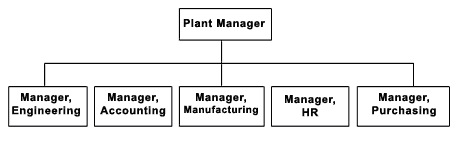 Plant Manager
Manager,
Engineering
Manager,
Accounting
Manager,
Manufacturing
Manager,
HR
Manager,
Purchasing